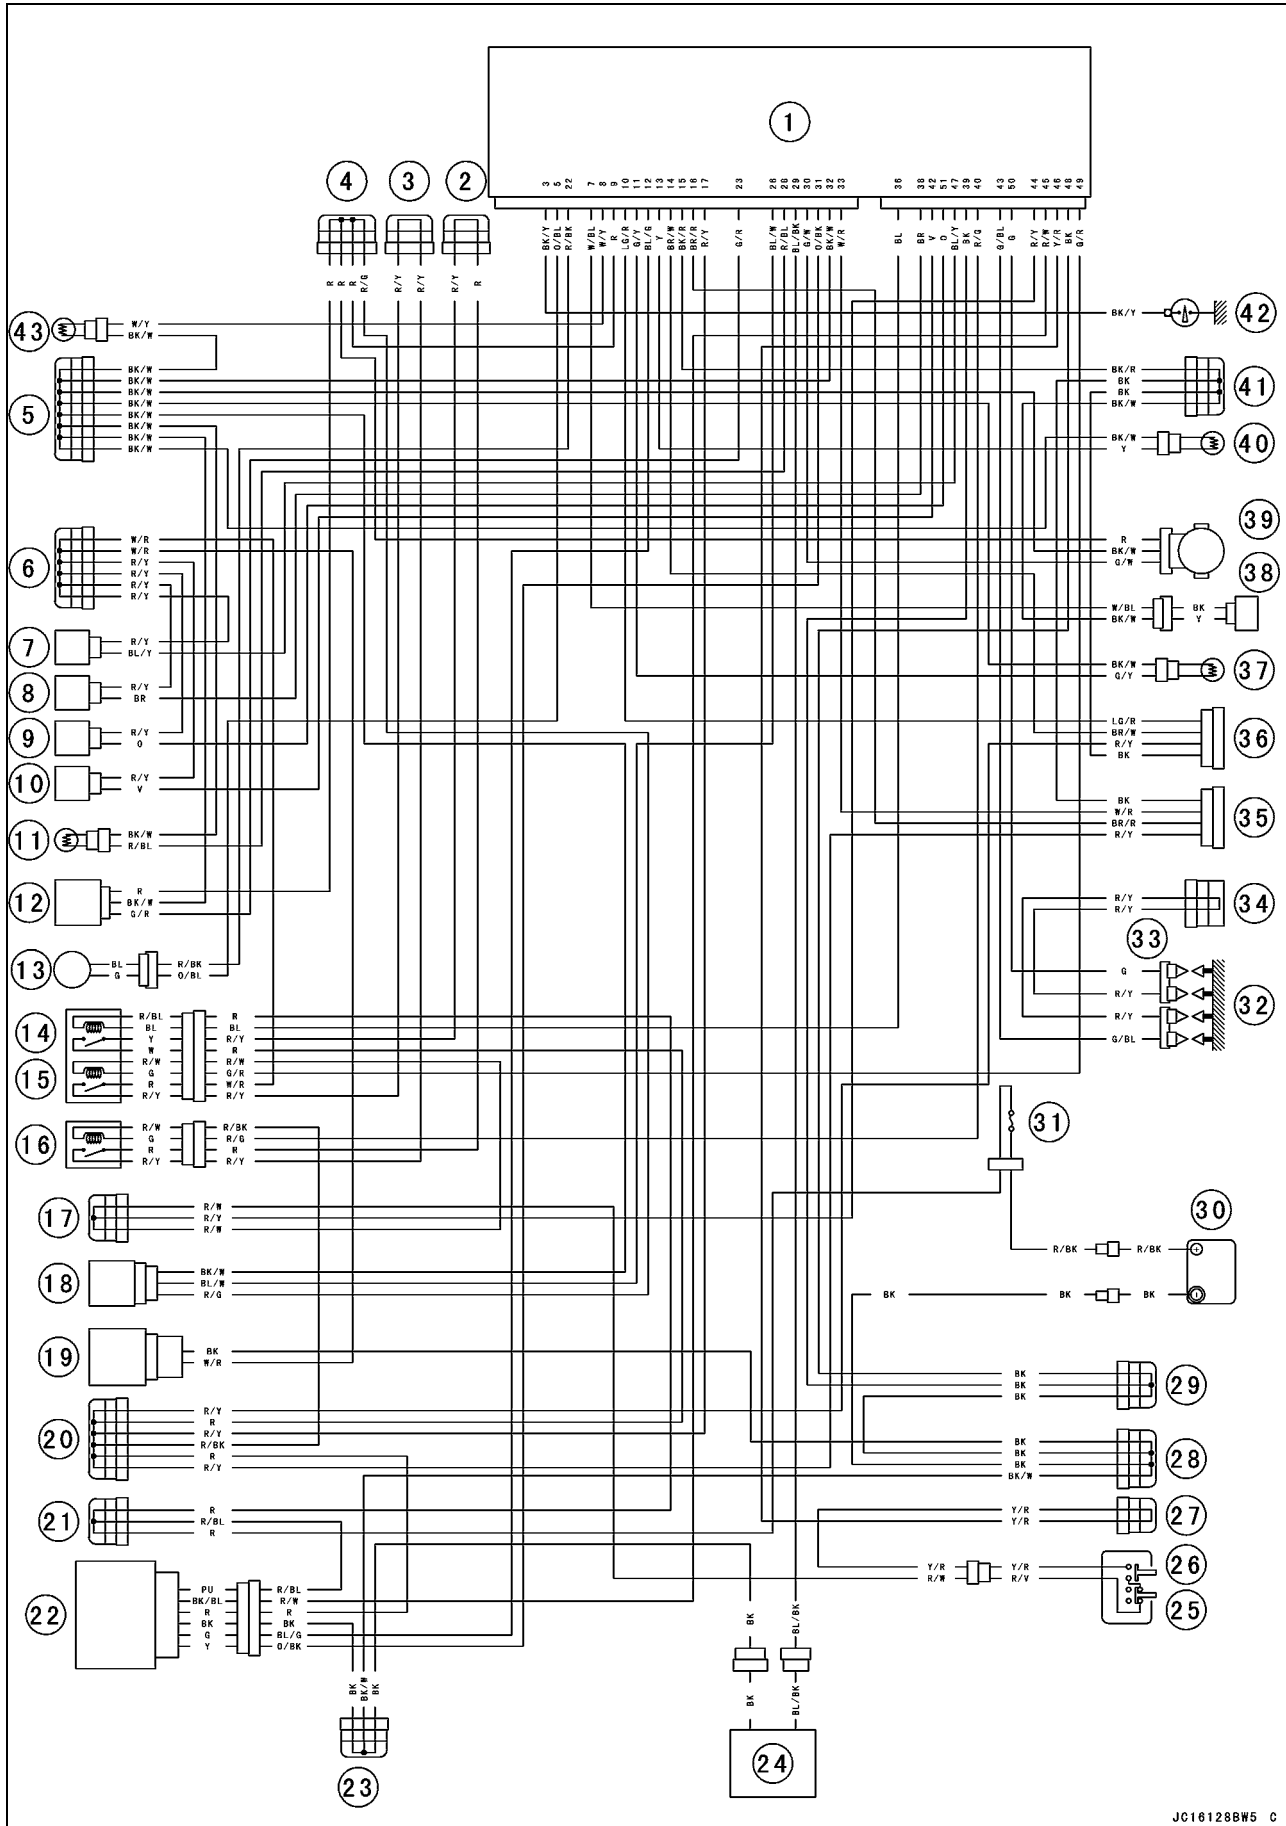 1
4
3
2
3
5
22
7
8
9
10
11
12
13
14
15
16
17
23
26
28
29
30
31
32
33
36
38
42
51
47
39
40
43
50
44
45
46
48
49
BK/Y
O/BL
R/BK
W/BL
W/Y
R
LG/R
G/Y
BL/G
Y
BR/W
BK/R
BR/R
R/Y
G/R
BL/W
R/BL
BL/BK
G/W
O/BK
BK/W
W/R
BL
BR
V
O
BL/Y
BK
R/G
G/BL
G
R/Y
R/W
Y/R
BK
G/R
R
R
R
R/G
R/Y
R/Y
R/Y
R
43
W/Y
BK/W
5
BK/W
BK/W
BK/W
BK/W
BK/W
BK/W
BK/W
BK/W
6
W/R
W/R
R/Y
R/Y
R/Y
R/Y
7
R/Y
BL/Y
8
R/Y
BR
9
R/Y
O
10
R/Y
V
11
BK/W
R/BL
12
R
BK/W
G/R
13
BL
G
R/BK
O/BL
14
15
R/BL
BL
Y
W
R/W
G
R
R/Y
R
BL
R/Y
R
R/W
G/R
W/R
R/Y
16
R/W
G
R
R/Y
R/BK
R/G
R
R/Y
17
R/W
R/Y
R/W
18
BK/W
BL/W
R/G
19
BK
W/R
20
R/Y
R
R/Y
R/BK
R
R/Y
21
R
R/BL
R
22
PU
BK/BL
R
BK
G
Y
R/BL
R/W
R
BK
BL/G
O/BK
BK
BK/W
BK
23
BK
BL/BK
BK
BL/BK
24
BK/Y
42
BK/R
BK
BK
BK/W
41
BK/W
Y
40
39
R
BK/W
G/W
38
W/BL
BK/W
BK
Y
BK/W
G/Y
37
LG/R
BR/W
R/Y
BK
36
BK
W/R
BR/R
R/Y
35
R/Y
R/Y
34
33
G
R/Y
R/Y
G/BL
32
31
30
R/BK
R/BK
BK
BK
BK
BK
BK
BK
29
BK
BK
BK
BK/W
28
Y/R
Y/R
27
Y/R
R/W
Y/R
R/V
26
25
JC16128BW5 C